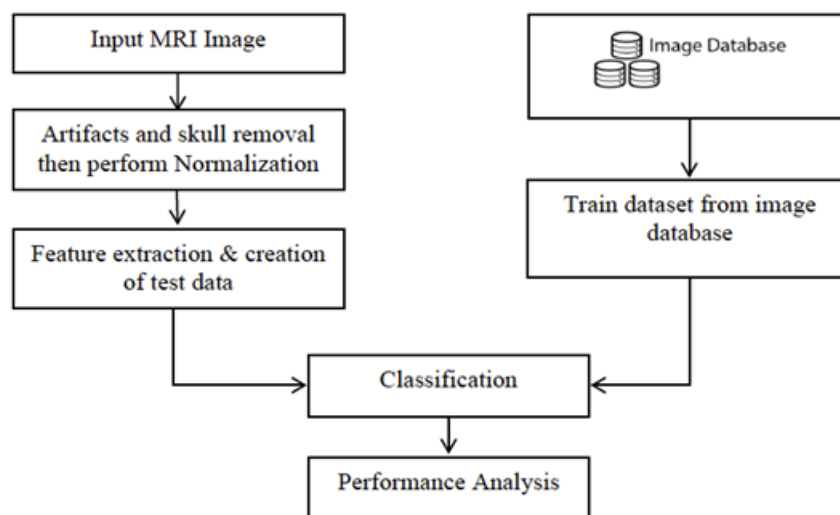 Input MRI Image
Artifacts and skull removal
then perform Normalization
Feature extraction & creation
of test data
Image Database
Train dataset from image
database
Classification
Performance Analysis